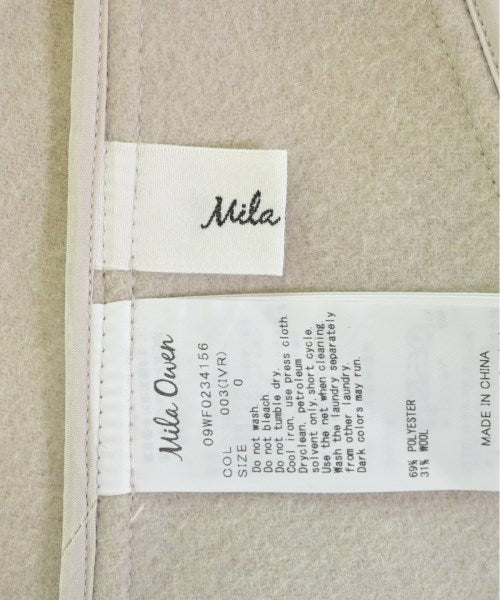 Mila
Mila Owen
09WF0234156
COL 003(IVR)
SIZE 0
Do not wash.
Do not bleach.
Do not tumble dry.
Cool iron, use press cloth.
Dryclean, petroleum
solvent only,short cycle.
Use the net when cleaning.
Wash the laundry separately
from other laundry.
Dark colors may run.
69% POLYESTER
31% WOOL
MADE IN CHINA